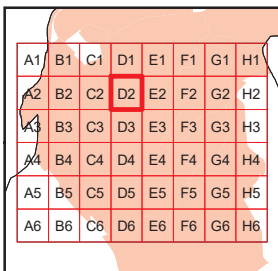 A1 B1 C1 D1 E1 F1 G1 H1
A2 B2 C2 D2 E2 F2 G2 H2
A3 B3 C3 D3 E3 F3 G3 H3
A4 B4 C4 D4 E4 F4 G4 H4
A5 B5 C5 D5 E5 F5 G5 H5
A6 B6 C6 D6 E6 F6 G6 H6